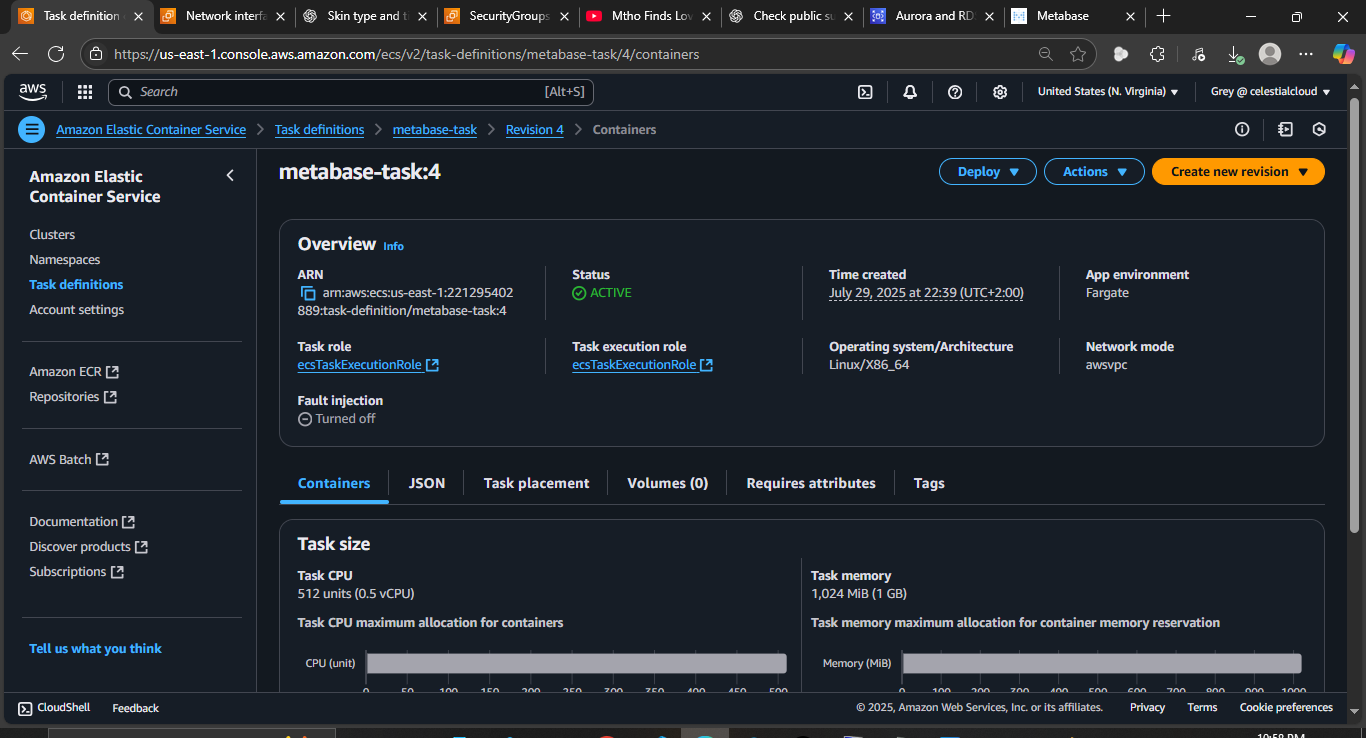 Task definition
Network interfa
Skin type and t
SecurityGroups
Mtho Finds Lov
Check public su
Aurora and RD
Metabase
https://us-east-1.console.aws.amazon.com/ecs/v2/task-definitions/metabase-task/4/containers
aws
Search
[Alt+S]
United States (N. Virginia)
Grey @ celestialcloud
Amazon Elastic Container Service > Task definitions > metabase-task > Revision 4 > Containers
Amazon Elastic
Container Service
Clusters
Namespaces
Task definitions
Account settings
Amazon ECR
Repositories
AWS Batch
Documentation
Discover products
Subscriptions
Tell us what you think
metabase-task:4
Deploy
Actions
Create new revision
Overview Info
ARN
arn:aws:ecs:us-east-1:221295402
889:task-definition/metabase-task:4
Status
ACTIVE
Time created
July 29, 2025 at 22:39 (UTC+2:00)
App environment
Fargate
Task role
ecsTaskExecutionRole
Task execution role
ecsTaskExecutionRole
Operating system/Architecture
Linux/X86_64
Network mode
awsvpc
Fault injection
Turned off
Containers
JSON
Task placement
Volumes (0)
Requires attributes
Tags
Task size
Task CPU
512 units (0.5 vCPU)
Task CPU maximum allocation for containers
CPU (unit)
0 50 100 150 200 250 300 350 400 450 500
Task memory
1,024 MiB (1 GB)
Task memory maximum allocation for container memory reservation
Memory (MiB)
0 100 200 300 400 500 600 700 800 900 1000
CloudShell
Feedback
© 2025, Amazon Web Services, Inc. or its affiliates.
Privacy
Terms
Cookie preferences
10:58 PM